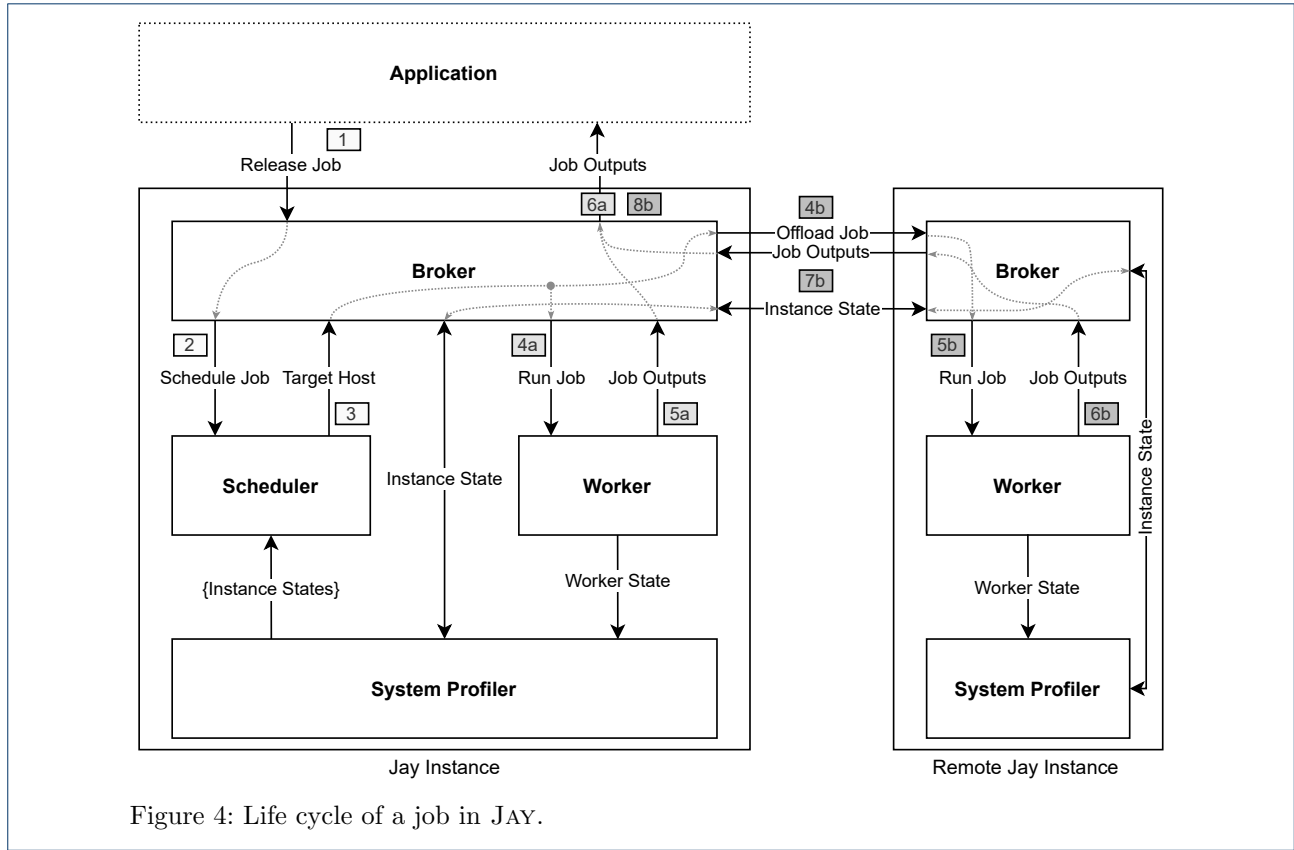 Application
1
Release Job
Job Outputs
6a
8b
4b
Offload Job
Job Outputs
7b
Instance State
Broker
Broker
2
4a
5b
Schedule Job
Target Host
Run Job
Job Outputs
Run Job
Job Outputs
3
5a
6b
Scheduler
Instance State
Worker
Worker
Instance State
{Instance States}
Worker State
Worker State
System Profiler
System Profiler
Jay Instance
Remote Jay Instance
Figure 4: Life cycle of a job in JAY.